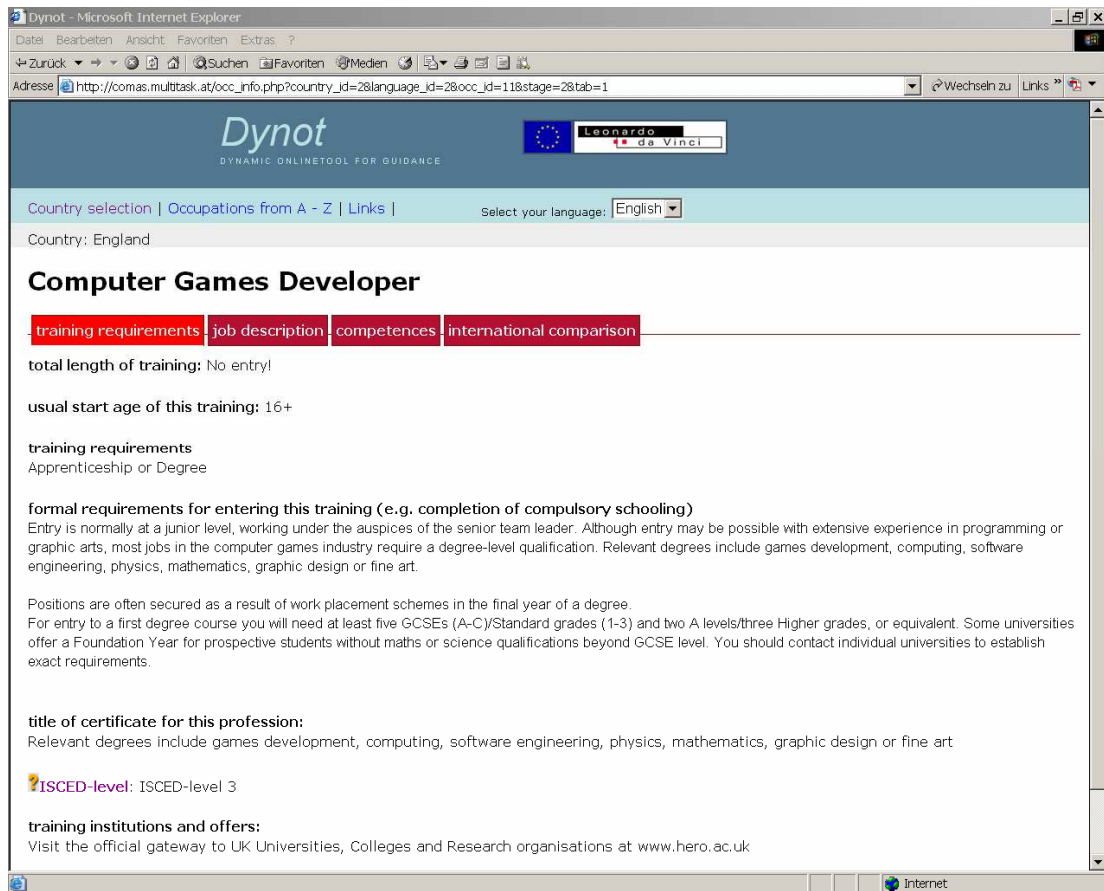 Dynot - Microsoft Internet Explorer
Datei Bearbeiten Ansicht Favoriten Extras ?
Zurück Suchen Favoriten Medien
Adresse http://comas.multitask.at/occ_info.php?country_id=2&language_id=2&occ_id=11&stage=2&tab=1 Wechseln zu Links »
Dynot
DYNAMIC ONLINETOOL FOR GUIDANCE
Leonardo
da Vinci
Country selection | Occupations from A - Z | Links | Select your language: English
Country: England
Computer Games Developer
training requirements job description competences international comparison
total length of training: No entry!
usual start age of this training: 16+
training requirements
Apprenticeship or Degree
formal requirements for entering this training (e.g. completion of compulsory schooling)
Entry is normally at a junior level, working under the auspices of the senior team leader. Although entry may be possible with extensive experience in programming or
graphic arts, most jobs in the computer games industry require a degree-level qualification. Relevant degrees include games development, computing, software
engineering, physics, mathematics, graphic design or fine art.
Positions are often secured as a result of work placement schemes in the final year of a degree.
For entry to a first degree course you will need at least five GCSEs (A-C)/Standard grades (1-3) and two A levels/three Higher grades, or equivalent. Some universities
offer a Foundation Year for prospective students without maths or science qualifications beyond GCSE level. You should contact individual universities to establish
exact requirements.
title of certificate for this profession:
Relevant degrees include games development, computing, software engineering, physics, mathematics, graphic design or fine art
?ISCED-level: ISCED-level 3
training institutions and offers:
Visit the official gateway to UK Universities, Colleges and Research organisations at www.hero.ac.uk
Internet